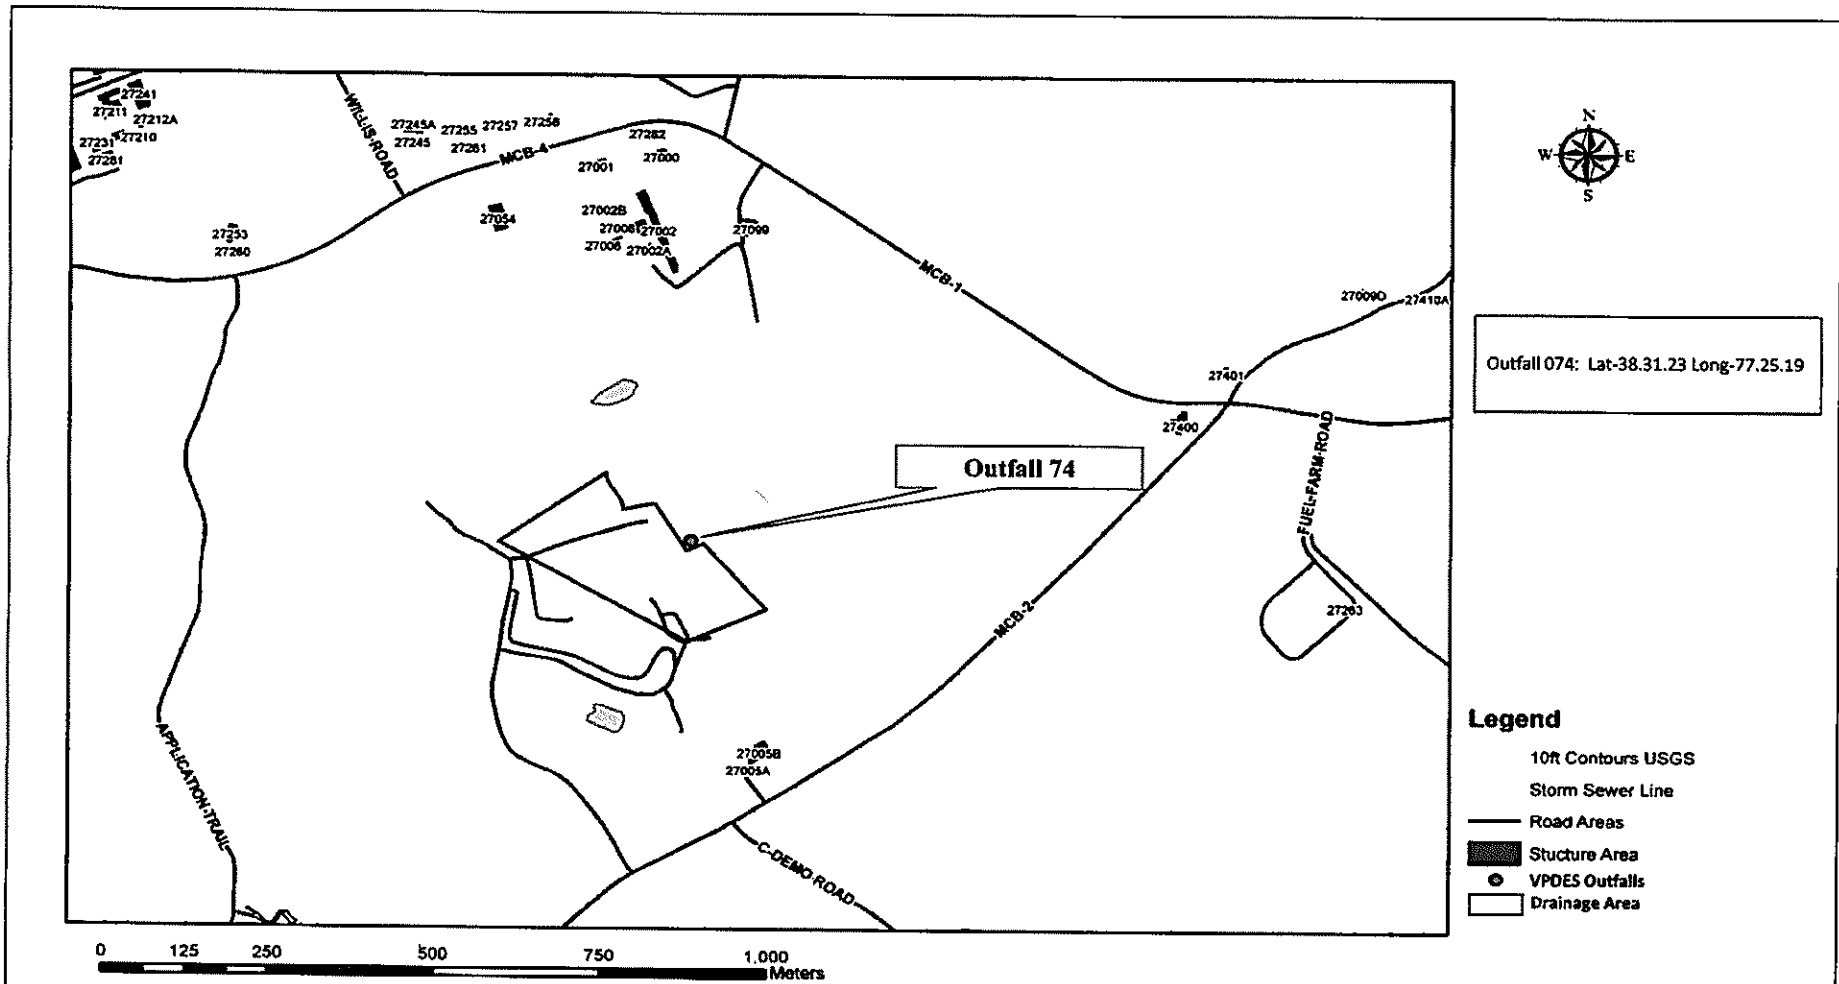 27241
27211
27212A
27210
27231
27281
WILLIS-ROAD
27245A
27245
27255
27257
27258
27261
MCB-4
27282
27001
27000
27054
27002B
27002
27006
27002A
27099
27253
27260
MCB-1
27009D
27410A
27401
27400
N
W E
S
Outfall 074: Lat-38.31.23 Long-77.25.19
Outfall 74
FUEL-FARM-ROAD
27263
MCB-2
27005B
27005A
APPLICATION-TRAIL
C-DEMO-ROAD
Legend
10ft Contours USGS
Storm Sewer Line
Road Areas
Stucture Area
VPDES Outfalls
Drainage Area
0 125 250 500 750 1,000
Meters